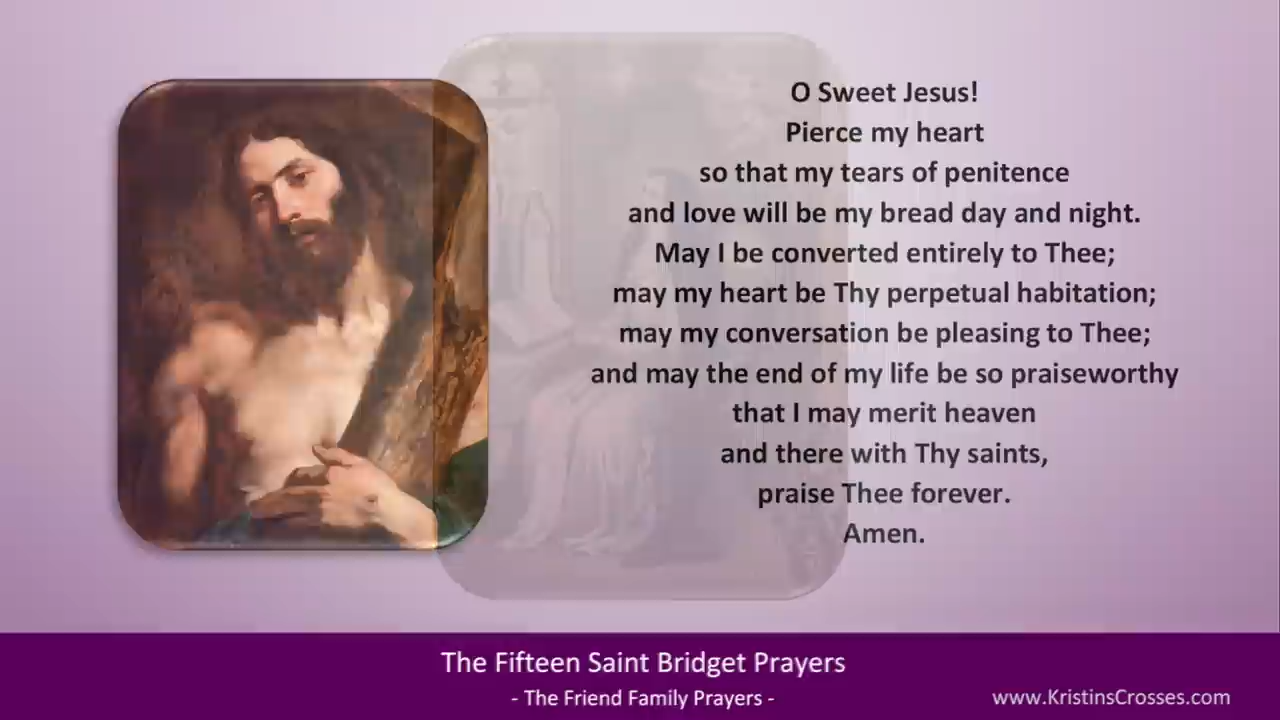 O Sweet Jesus!
Pierce my heart
so that my tears of penitence
and love will be my bread day and night.
May I be converted entirely to Thee;
may my heart be Thy perpetual habitation;
may my conversation be pleasing to Thee;
and may the end of my life be so praiseworthy
that I may merit heaven
and there with Thy saints,
praise Thee forever.
Amen.
The Fifteen Saint Bridget Prayers
- The Friend Family Prayers -
www.KristinsCrosses.com